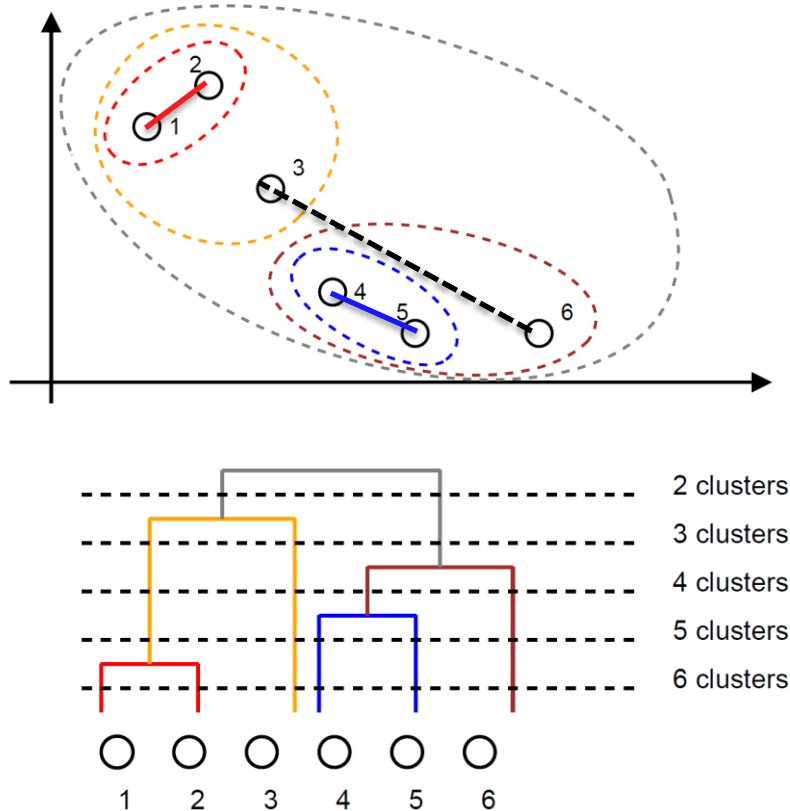 2
1
3
4
5
6
2 clusters
3 clusters
4 clusters
5 clusters
6 clusters
1 2 3 4 5 6